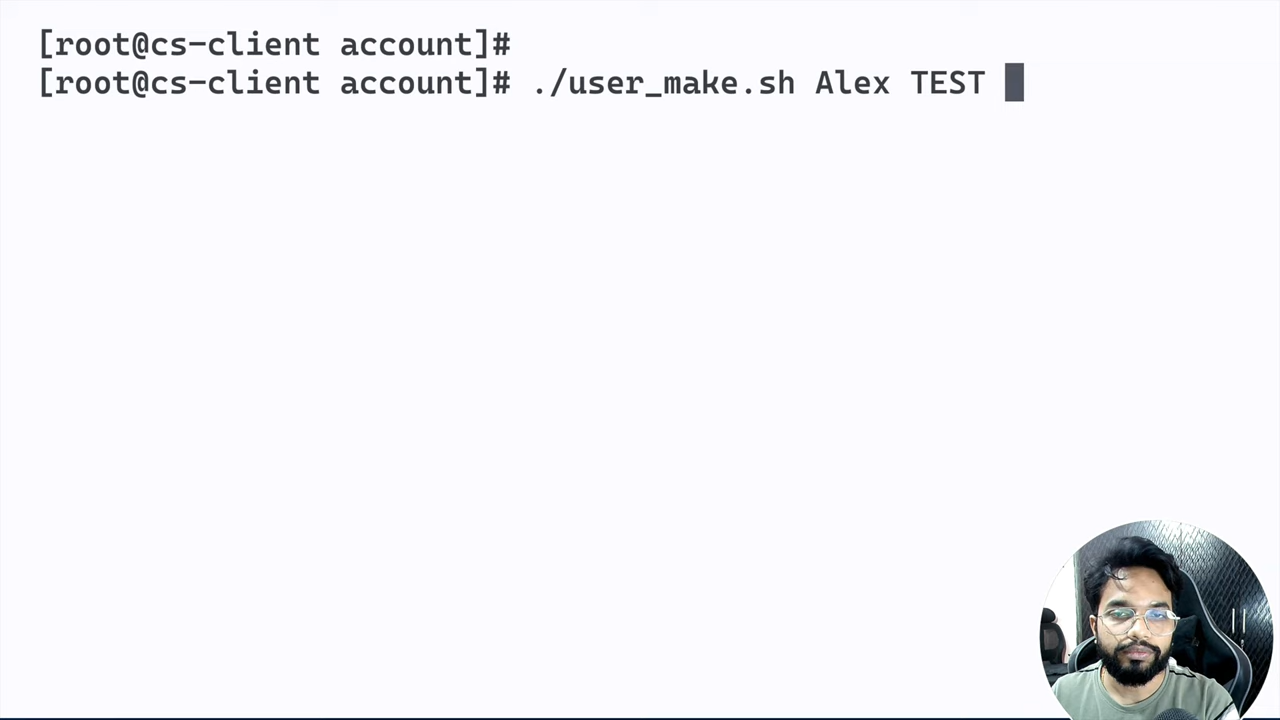 [root@cs-client account]#
[root@cs-client account]# ./user_make.sh Alex TEST